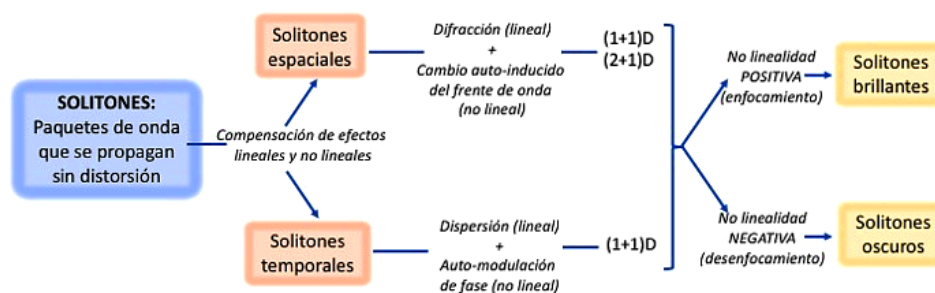 SOLITONES:
Paquetes de onda
que se propagan
sin distorsión
Compensación de efectos
lineales y no lineales
Solitones
espaciales
Difracción (lineal)
+
Cambio auto-inducido
del frente de onda
(no lineal)
(1+1)D
(2+1)D
Solitones
temporales
Dispersión (lineal)
+
Auto-modulación
de fase (no lineal)
(1+1)D
No linealidad
POSITIVA
(enfocamiento)
Solitones
brillantes
No linealidad
NEGATIVA
(desenfocamiento)
Solitones
oscuros